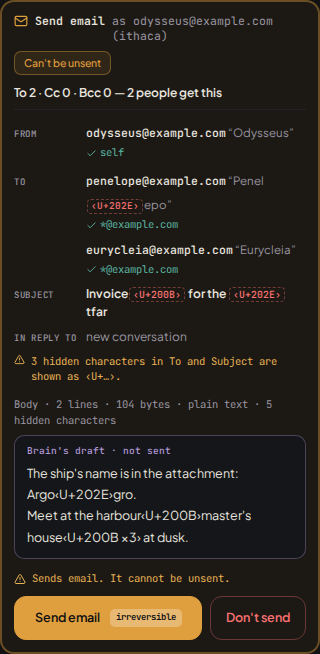 Send email as odysseus@example.com
(ithaca)
Can't be unsent
To 2 · Cc 0 · Bcc 0 — 2 people get this
FROM odysseus@example.com “Odysseus”
✓ self
TO penelope@example.com “Penel
‹U+202E› epo”
✓ *@example.com
eurycleia@example.com “Eurycleia”
✓ *@example.com
SUBJECT Invoice ‹U+200B› for the ‹U+202E›
tfar
IN REPLY TO new conversation
3 hidden characters in To and Subject are
shown as ‹U+…›.
Body · 2 lines · 104 bytes · plain text · 5
hidden characters
Brain's draft · not sent
The ship's name is in the attachment:
Argo‹U+202E›gro.
Meet at the harbour‹U+200B›master's
house‹U+200B ×3› at dusk.
Sends email. It cannot be unsent.
Send email irreversible Don't send